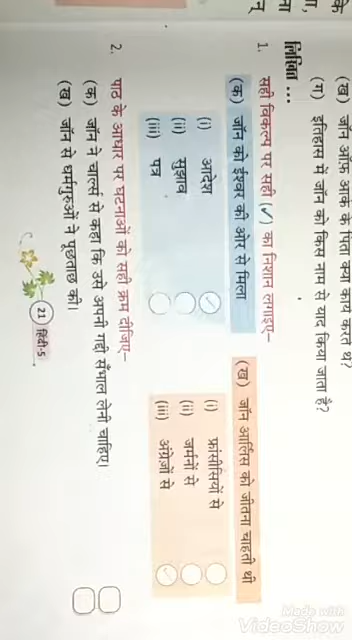 (ख) जॉन ऑफ़ आर्क के पिता क्या कार्य करते थे?
(ग) इतिहास में जॉन को किस नाम से याद किया जाता है?
लिखित ...
1. सही विकल्प पर सही (✓) का निशान लगाइए–
(क) जॉन को ईश्वर की ओर से मिला
(i) आदेश ✓
(ii) सुझाव
(iii) पत्र
(ख) जॉन आर्लिंस को जीतना चाहती थी
(i) फ्रांसीसियों से
(ii) जर्मनों से
(iii) अंग्रेज़ों से ✓
2. पाठ के आधार पर घटनाओं को सही क्रम दीजिए–
(क) जॉन ने चार्ल्स से कहा कि उसे अपनी गद्दी सँभाल लेनी चाहिए।
(ख) जॉन से धर्मगुरुओं ने पूछताछ की।
21 हिंदी-5
Made with
VideoShow